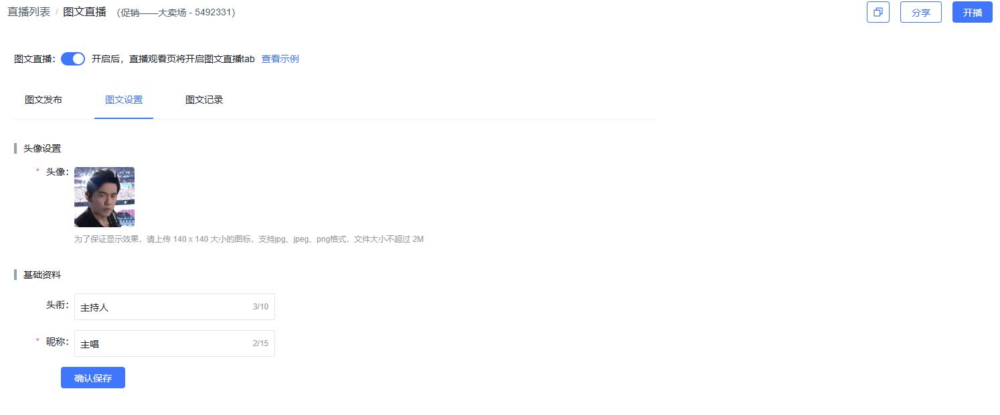 直播列表 / 图文直播 （促销——大卖场 - 5492331） 分享 开播
图文直播： 开启后，直播观看页将开启图文直播tab 查看示例
图文发布 图文设置 图文记录
头像设置
* 头像：
为了保证显示效果，请上传 140 x 140 大小的图标，支持jpg、jpeg、png格式，文件大小不超过 2M
基础资料
头衔： 主持人 3/10
* 昵称： 主唱 2/15
确认保存